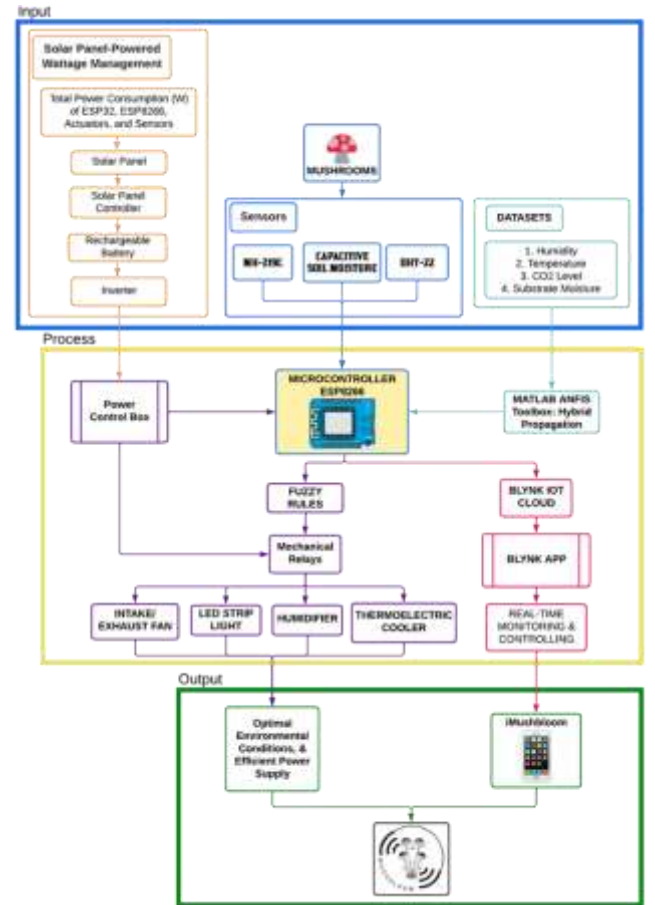 Input
Solar Panel-Powered
Wattage Management
Total Power Consumption (W)
of ESP32, ESP8266,
Actuators, and Sensors
Solar Panel
Solar Panel
Controller
Rechargeable
Battery
Inverter
MUSHROOMS
Sensors
CAPACITIVE
SOIL MOISTURE
DHT-22
DATASETS
1. Humidity
2. Temperature
3. CO2 Level
4. Substrate Moisture
Process
Power
Control Box
MICROCONTROLLER
ESP8266
MATLAB ANFIS
Toolbox: Hybrid
Propagation
FUZZY
RULES
BLYNK IOT
CLOUD
Mechanical
Relays
BLYNK APP
INTAKE/
EXHAUST FAN
LED STRIP
LIGHT
HUMIDIFIER
THERMOELECTRIC
COOLER
REAL-TIME
MONITORING &
CONTROLLING
Output
Optimal
Environmental
Conditions, &
Efficient Power
Supply
iMushbloom